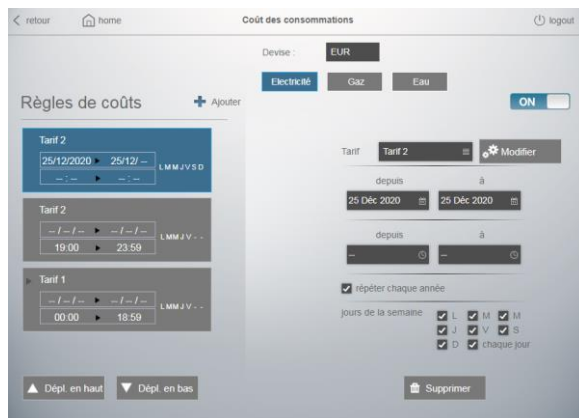 retour
home
Coût des consommations
logout
Devise :
EUR
Electricité
Gaz
Eau
Règles de coûts
Ajouter
ON
Tarif 2
25/12/2020 25/12/ --
-- : -- --
LMMJVSD
Tarif 2
-- / -- / -- -- / -- / --
19:00 23:59
LMMJV--
Tarif 1
-- / -- / -- -- / -- / --
00:00 18:59
LMMJV--
Tarif
Tarif 2
Modifier
depuis à
25 Déc 2020
25 Déc 2020
depuis à
--
--
répéter chaque année
jours de la semaine
L M M
J V S
D chaque jour
Dépl. en haut
Dépl. en bas
Supprimer